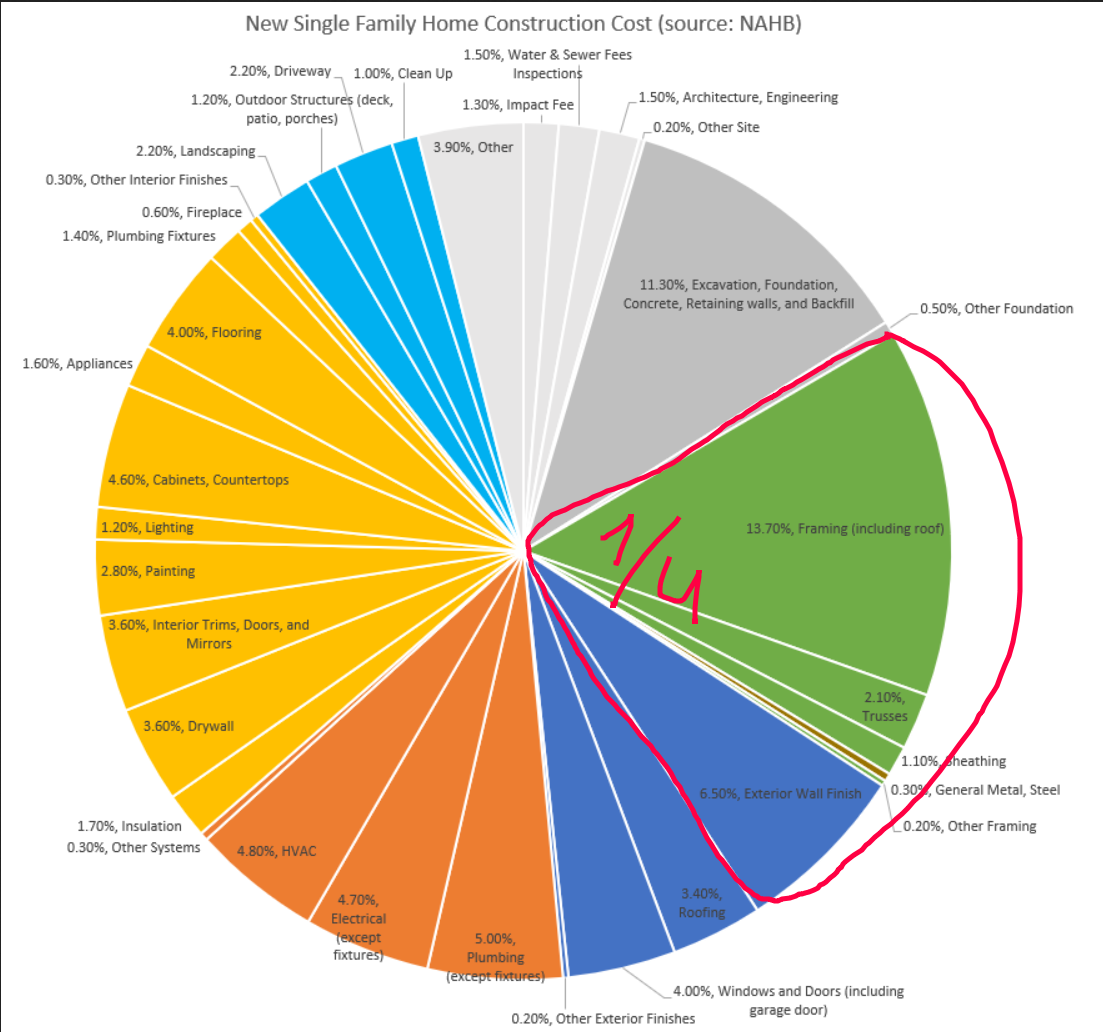 New Single Family Home Construction Cost (source: NAHB)
1.50%, Water & Sewer Fees
Inspections
2.20%, Driveway
1.00%, Clean Up
1.20%, Outdoor Structures (deck,
patio, porches)
1.30%, Impact Fee
1.50%, Architecture, Engineering
0.20%, Other Site
3.90%, Other
2.20%, Landscaping
0.30%, Other Interior Finishes
0.60%, Fireplace
1.40%, Plumbing Fixtures
11.30%, Excavation, Foundation,
Concrete, Retaining walls, and Backfill
0.50%, Other Foundation
4.00%, Flooring
1.60%, Appliances
4.60%, Cabinets, Countertops
1.20%, Lighting
13.70%, Framing (including roof)
1/4
2.80%, Painting
3.60%, Interior Trims, Doors, and
Mirrors
2.10%,
Trusses
3.60%, Drywall
1.10%, Sheathing
0.30%, General Metal, Steel
6.50%, Exterior Wall Finish
0.20%, Other Framing
1.70%, Insulation
0.30%, Other Systems
4.80%, HVAC
3.40%,
Roofing
4.70%,
Electrical
(except
fixtures)
5.00%,
Plumbing
(except fixtures)
4.00%, Windows and Doors (including
garage door)
0.20%, Other Exterior Finishes